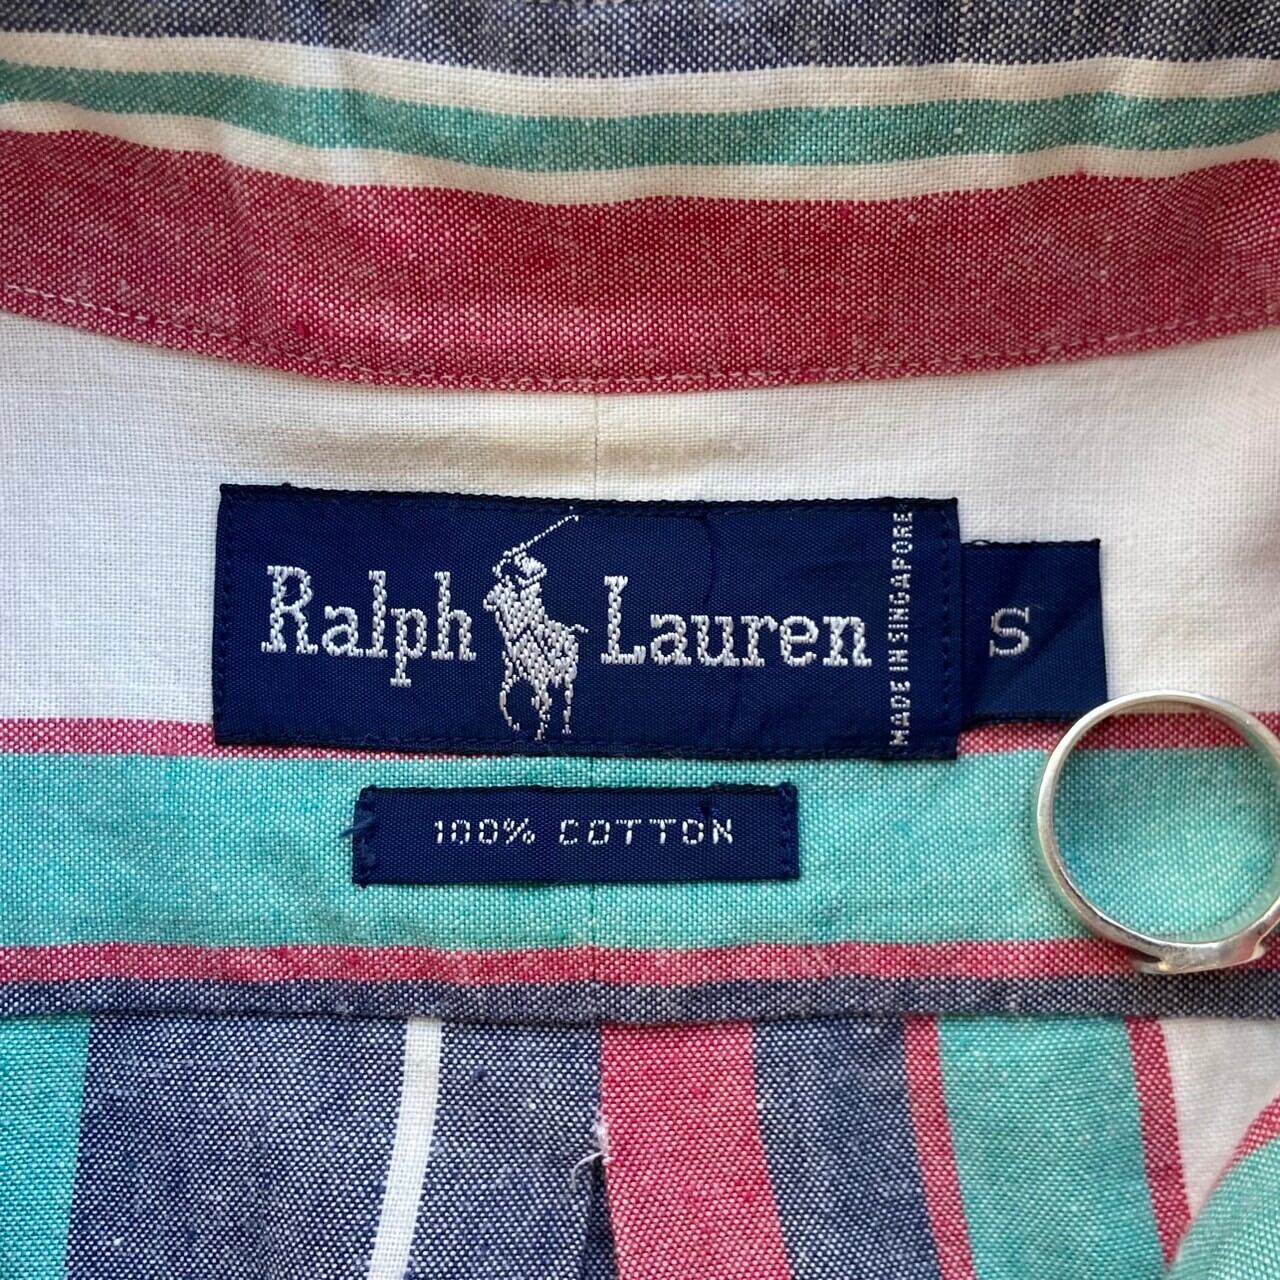 Ralph Lauren
MADE IN SINGAPORE
S
100% COTTON